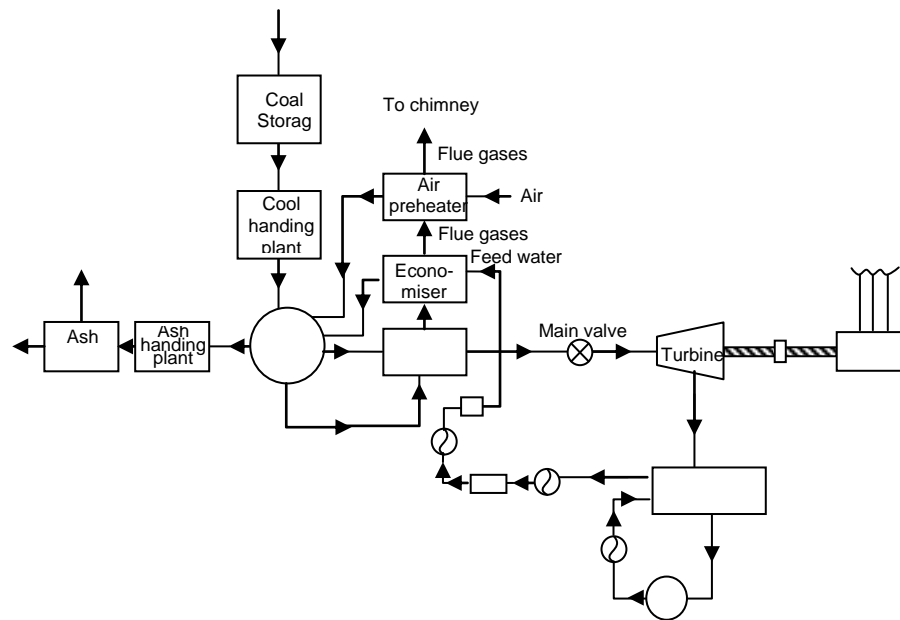 Coal
Storag
To chimney
Flue gases
Cool
handing
plant
Air
preheater
Air
Flue gases
Feed water
Econo-
miser
Ash
Ash
handing
plant
Main valve
Turbine